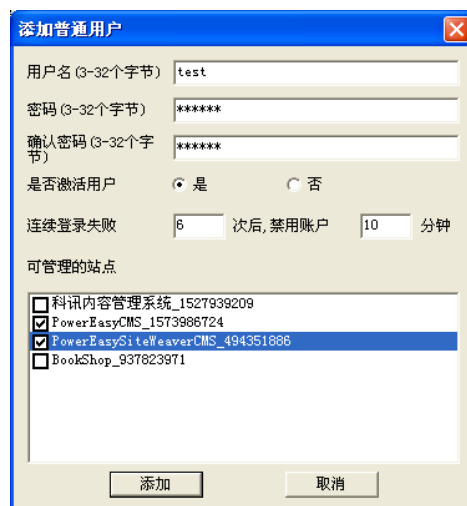 添加普通用户
用户名(3-32个字节) test
密码(3-32个字节) ******
确认密码(3-32个字
节) ******
是否激活用户 是 否
连续登录失败 6 次后,禁用账户 10 分钟
可管理的站点
科讯内容管理系统_1527939209
PowerEasyCMS_1573986724
PowerEasySiteWeaverCMS_494351886
BookShop_937823971
添加 取消